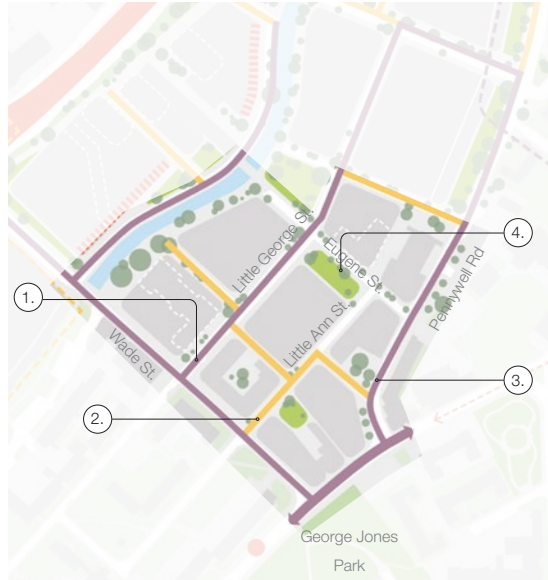 Little George St
Eugene St.
4.
Pennywell Rd
1.
Little Ann St.
Wade St.
3.
2.
George Jones
Park